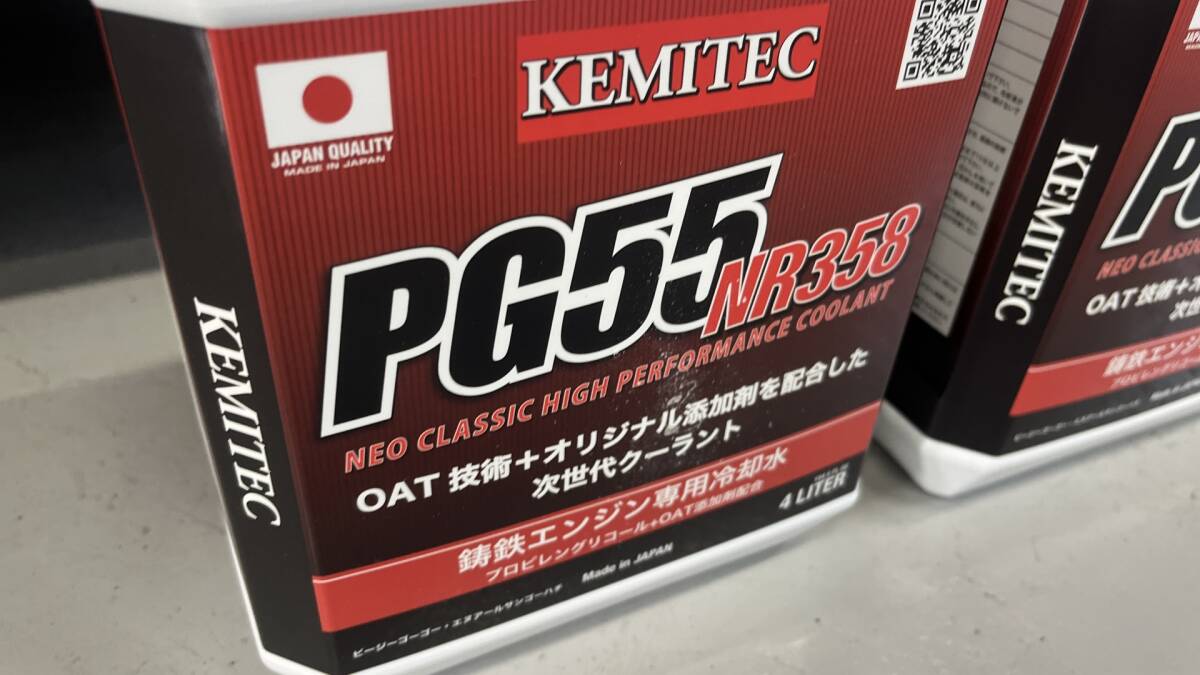 JAPAN QUALITY
MADE IN JAPAN
KEMITEC
PG55
NR358
NEO CLASSIC HIGH PERFORMANCE COOLANT
OAT 技術+オリジナル添加剤を配合した
次世代クーラント
鋳鉄エンジン専用冷却水
プロピレングリコール+OAT添加剤配合
4 LITER
ピージーゴーゴー・エヌアールサンゴーハチ
Made in JAPAN
KEMITEC
KEMITEC
PG
NEO CLASSIC
OAT 技術+
次
鋳鉄エンジ